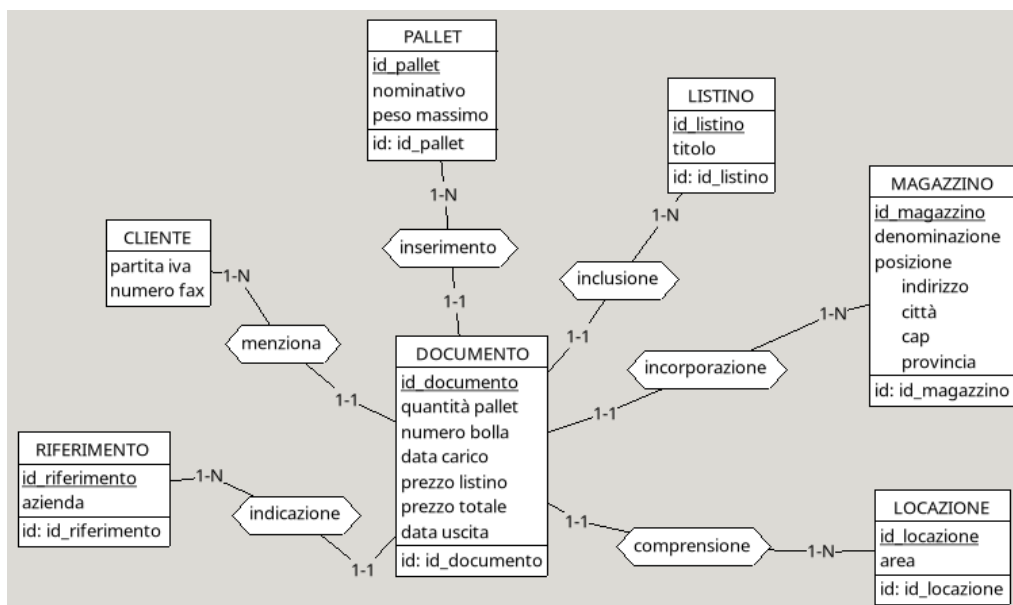 PALLET
id_pallet
nominativo
peso massimo
id: id_pallet
1-N
inserimento
1-1
LISTINO
id_listino
titolo
id: id_listino
1-N
inclusione
1-1
MAGAZZINO
id_magazzino
denominazione
posizione
indirizzo
città
cap
provincia
id: id_magazzino
1-N
incorporazione
1-1
CLIENTE
partita iva
numero fax
1-N
menziona
1-1
DOCUMENTO
id_documento
quantità pallet
numero bolla
data carico
prezzo listino
prezzo totale
data uscita
id: id_documento
RIFERIMENTO
id_riferimento
azienda
id: id_riferimento
1-N
indicazione
1-1
LOCAZIONE
id_locazione
area
id: id_locazione
1-1
comprensione
1-N